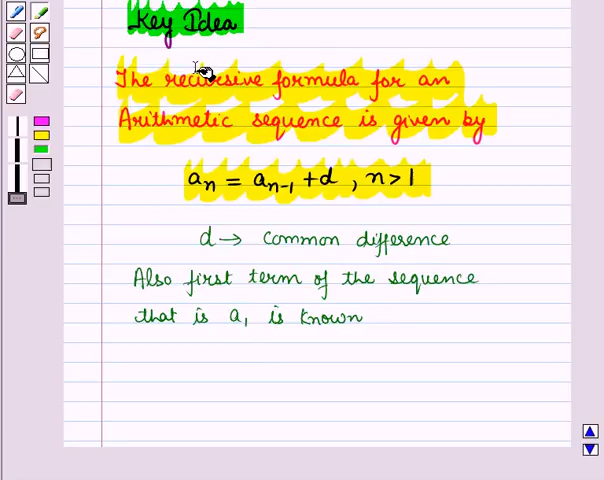 Key Idea
The recursive formula for an
Arithmetic sequence is given by
aₙ = aₙ₋₁ + d , n > 1
d → Common difference
Also first term of the sequence
that is a₁ is known